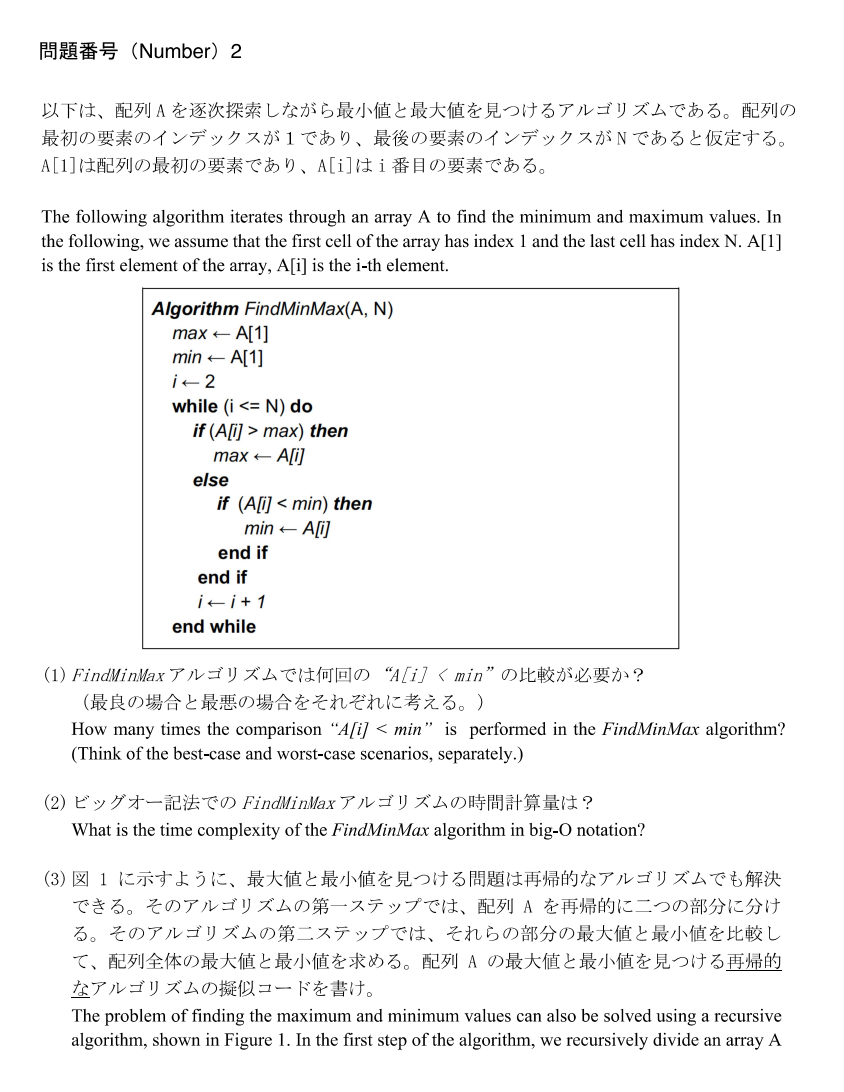 問題番号（Number）2
以下は、配列 A を逐次探索しながら最小値と最大値を見つけるアルゴリズムである。配列の
最初の要素のインデックスが 1 であり、最後の要素のインデックスが N であると仮定する。
A[1]は配列の最初の要素であり、A[i]は i 番目の要素である。
The following algorithm iterates through an array A to find the minimum and maximum values. In
the following, we assume that the first cell of the array has index 1 and the last cell has index N. A[1]
is the first element of the array, A[i] is the i-th element.
Algorithm FindMinMax(A, N)
max ← A[1]
min ← A[1]
i ← 2
while (i <= N) do
if (A[i] > max) then
max ← A[i]
else
if (A[i] < min) then
min ← A[i]
end if
end if
i ← i + 1
end while
(1) FindMinMax アルゴリズムでは何回の “A[i] < min” の比較が必要か？
（最良の場合と最悪の場合をそれぞれに考える。）
How many times the comparison “A[i] < min” is performed in the FindMinMax algorithm?
(Think of the best-case and worst-case scenarios, separately.)
(2) ビッグオー記法での FindMinMax アルゴリズムの時間計算量は？
What is the time complexity of the FindMinMax algorithm in big-O notation?
(3) 図 1 に示すように、最大値と最小値を見つける問題は再帰的なアルゴリズムでも解決
できる。そのアルゴリズムの第一ステップでは、配列 A を再帰的に二つの部分に分け
る。そのアルゴリズムの第二ステップでは、それらの部分の最大値と最小値を比較し
て、配列全体の最大値と最小値を求める。配列 A の最大値と最小値を見つける再帰的
なアルゴリズムの擬似コードを書け。
The problem of finding the maximum and minimum values can also be solved using a recursive
algorithm, shown in Figure 1. In the first step of the algorithm, we recursively divide an array A